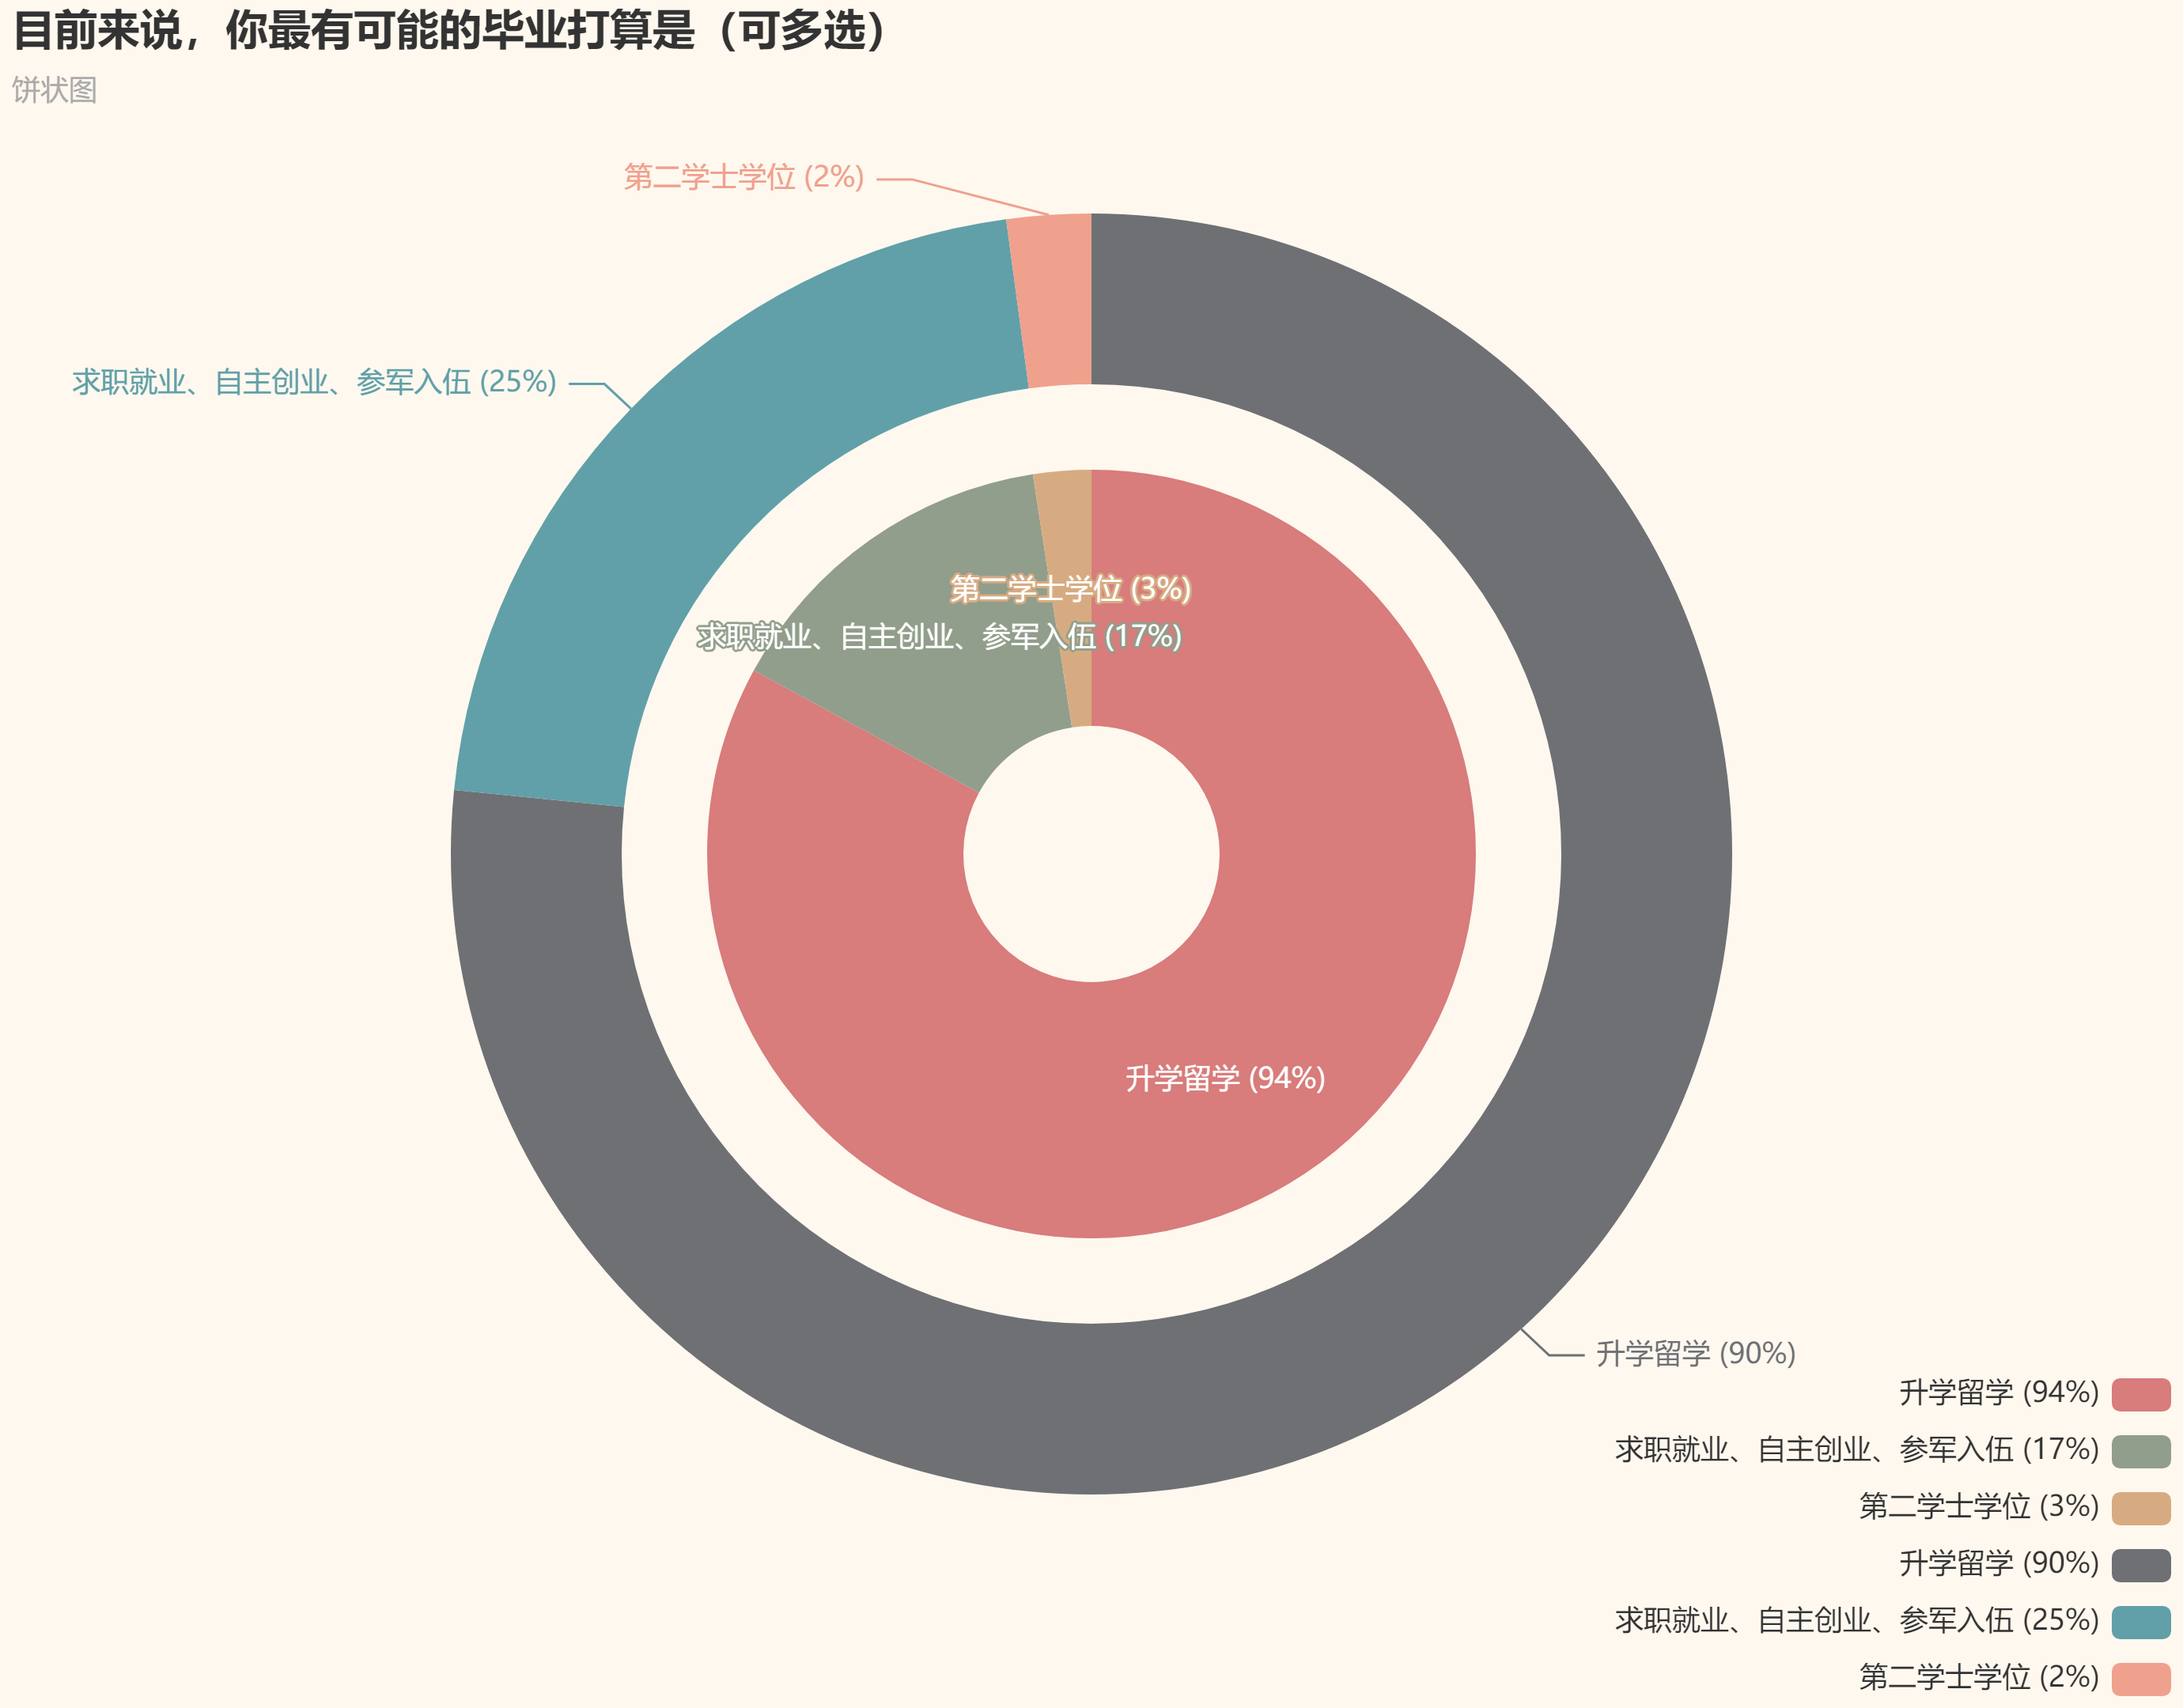 目前来说，你最有可能的毕业打算是（可多选）
饼状图
第二学士学位 (2%)
求职就业、自主创业、参军入伍 (25%)
第二学士学位 (3%)
求职就业、自主创业、参军入伍 (17%)
升学留学 (94%)
升学留学 (90%)
升学留学 (94%)
求职就业、自主创业、参军入伍 (17%)
第二学士学位 (3%)
升学留学 (90%)
求职就业、自主创业、参军入伍 (25%)
第二学士学位 (2%)